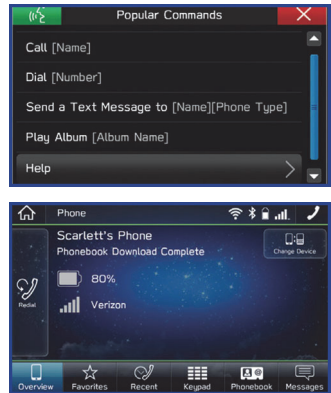 Popular Commands
Call [Name]
Dial [Number]
Send a Text Message to [Name][Phone Type]
Play Album [Album Name]
Help
Phone
Scarlett's Phone
Phonebook Download Complete
Change Device
80%
Redial
Verizon
Overview Favorites Recent Keypad Phonebook Messages